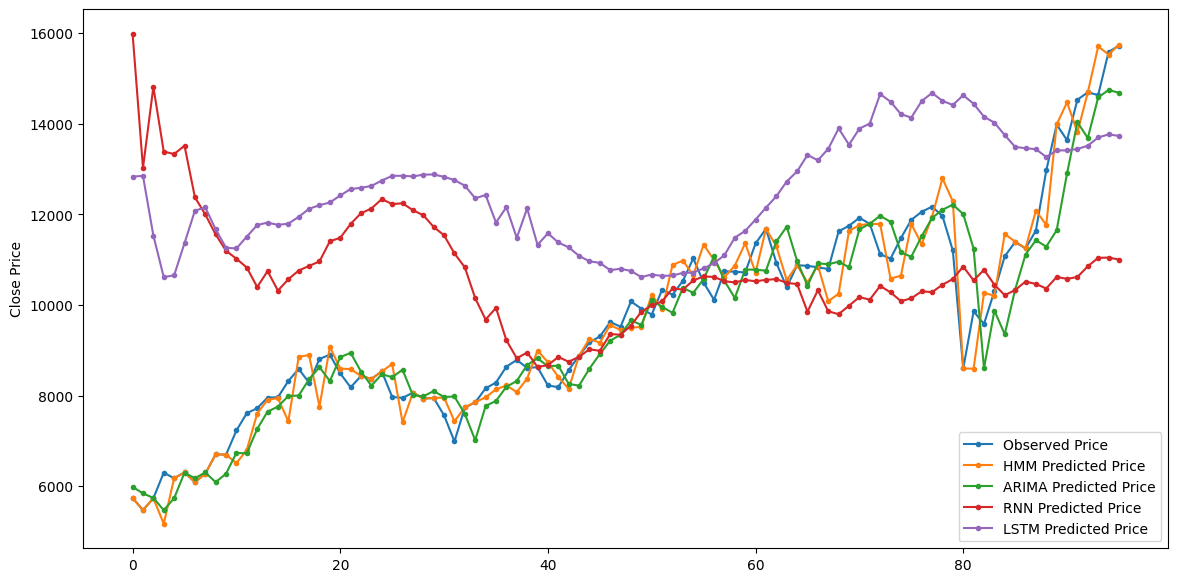 16000
14000
12000
10000
8000
6000
Close Price
0
20
40
60
80
Observed Price
HMM Predicted Price
ARIMA Predicted Price
RNN Predicted Price
LSTM Predicted Price